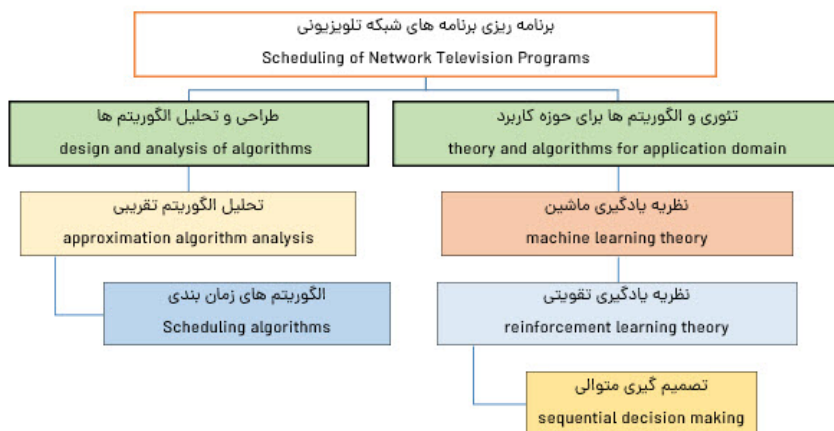 برنامه ریزی برنامه های شبکه تلویزیونی
Scheduling of Network Television Programs
طراحی و تحلیل الگوریتم ها
design and analysis of algorithms
تئوری و الگوریتم ها برای حوزه کاربرد
theory and algorithms for application domain
تحلیل الگوریتم تقریبی
approximation algorithm analysis
نظریه یادگیری ماشین
machine learning theory
الگوریتم های زمان بندی
Scheduling algorithms
نظریه یادگیری تقویتی
reinforcement learning theory
تصمیم گیری متوالی
sequential decision making